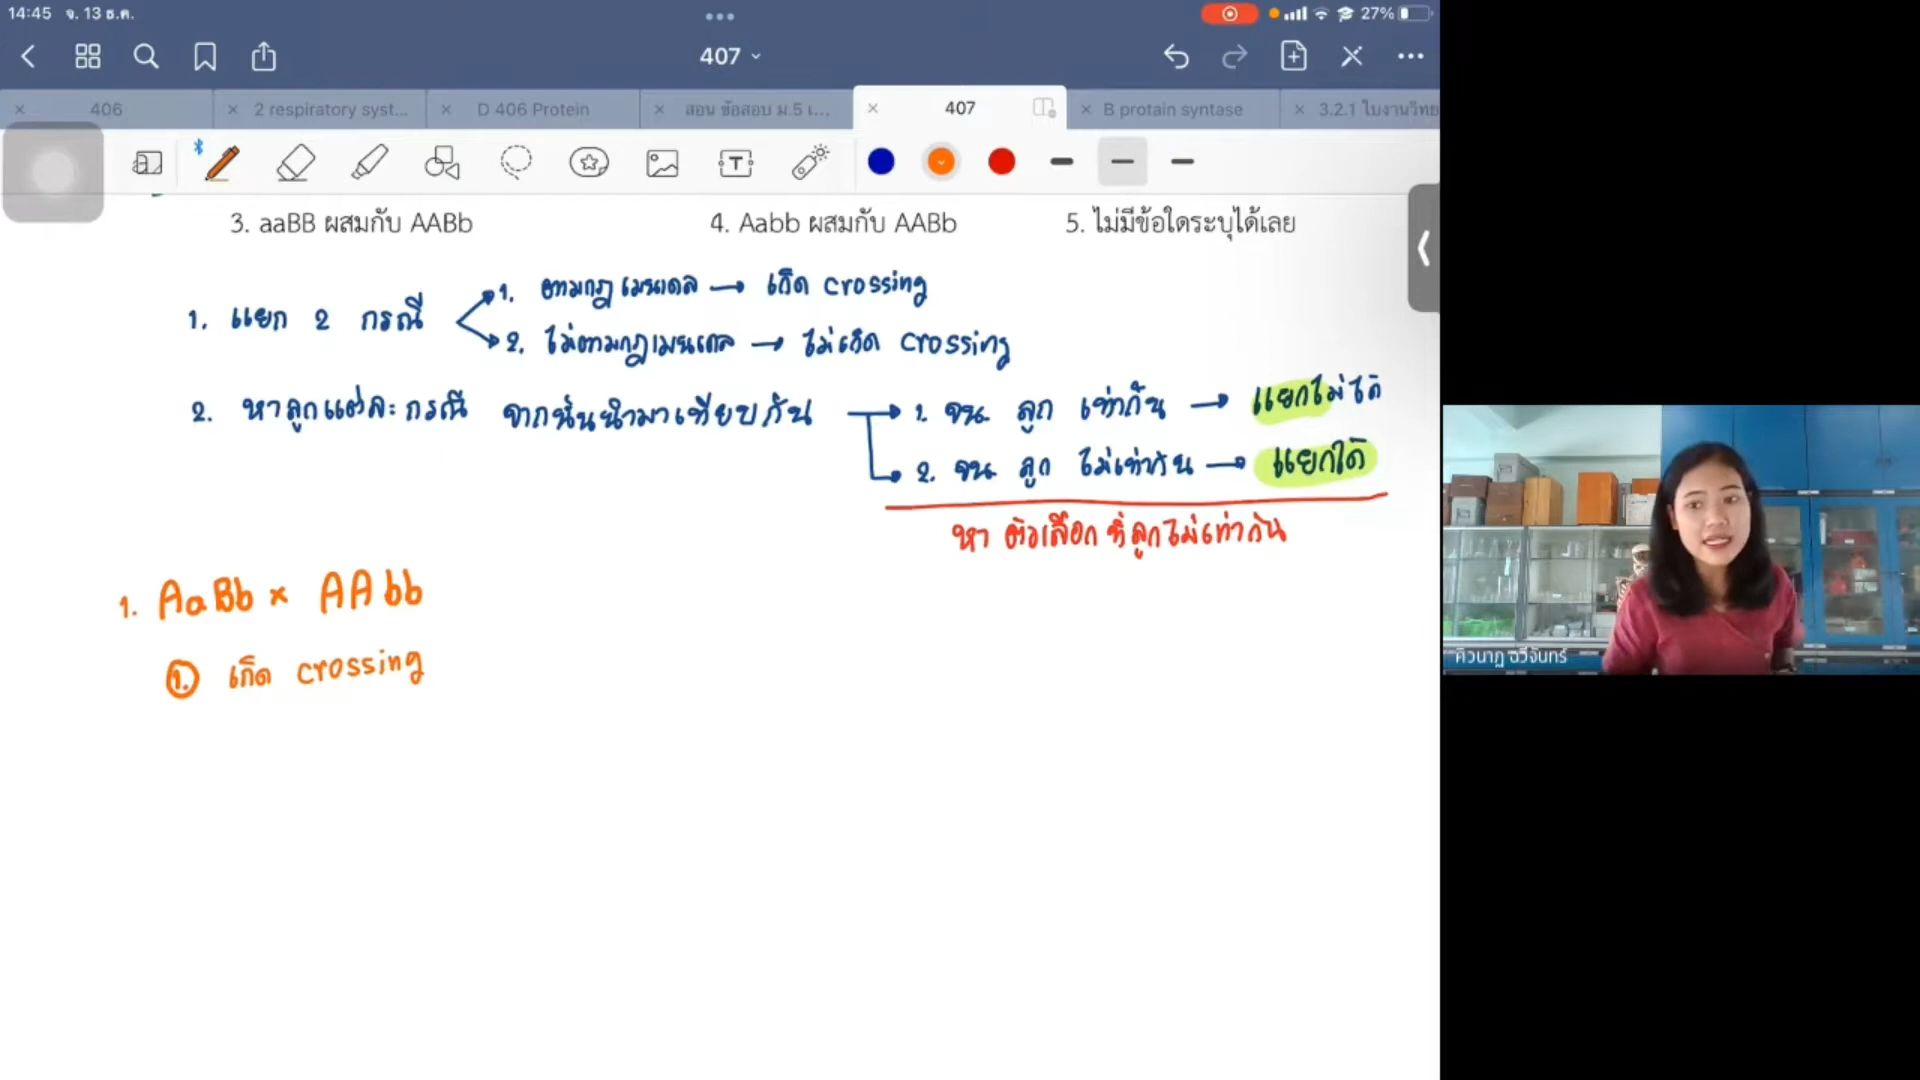 14:45 จ. 13 ธ.ค.
27%
407
406
2 respiratory syst...
D 406 Protein
สอน ข้อสอบ ม.5 เ...
407
B protain syntase
3.2.1 ใบงานวิทย
3. aaBB ผสมกับ AABb
4. Aabb ผสมกับ AABb
5. ไม่มีข้อใดระบุได้เลย
1. แยก 2 กรณี
1. ตามกฎเมนเดล → เกิด crossing
2. ไม่ตามกฎเมนเดล → ไม่เกิด crossing
2. หาลูกแต่ละกรณี จากนั้นนำมาเทียบกัน
1. จน. ลูก เท่ากัน → แยกไม่ได้
2. จน. ลูก ไม่เท่ากัน → แยกได้
หา ตัวเลือก ที่ลูกไม่เท่ากัน
1. AaBb × AAbb
1. เกิด crossing
ศิวนาฏ ฉวีจันทร์